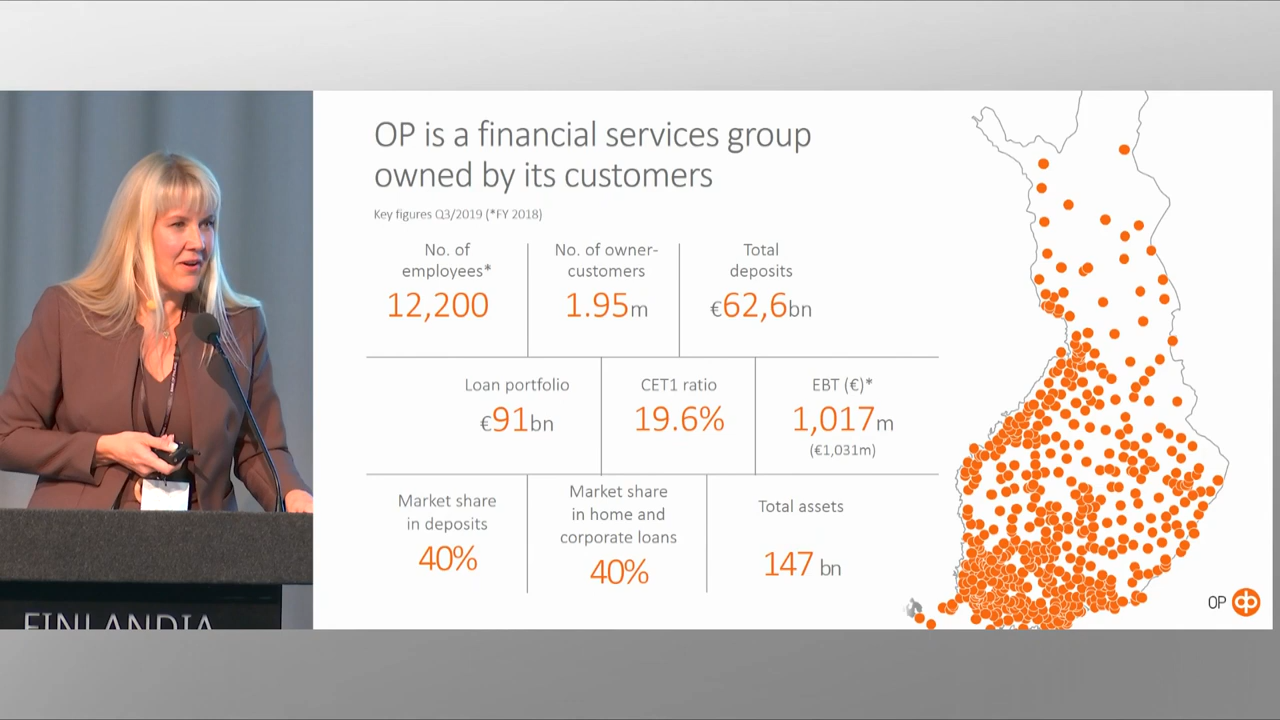 OP is a financial services group
owned by its customers
Key figures Q3/2019 (*FY 2018)
No. of
employees*
12,200
No. of owner-
customers
1.95m
Total
deposits
€62,6bn
Loan portfolio
€91bn
CET1 ratio
19.6%
EBT (€)*
1,017m
(€1,031m)
Market share
in deposits
40%
Market share
in home and
corporate loans
40%
Total assets
147 bn
OP
FINLANDIA